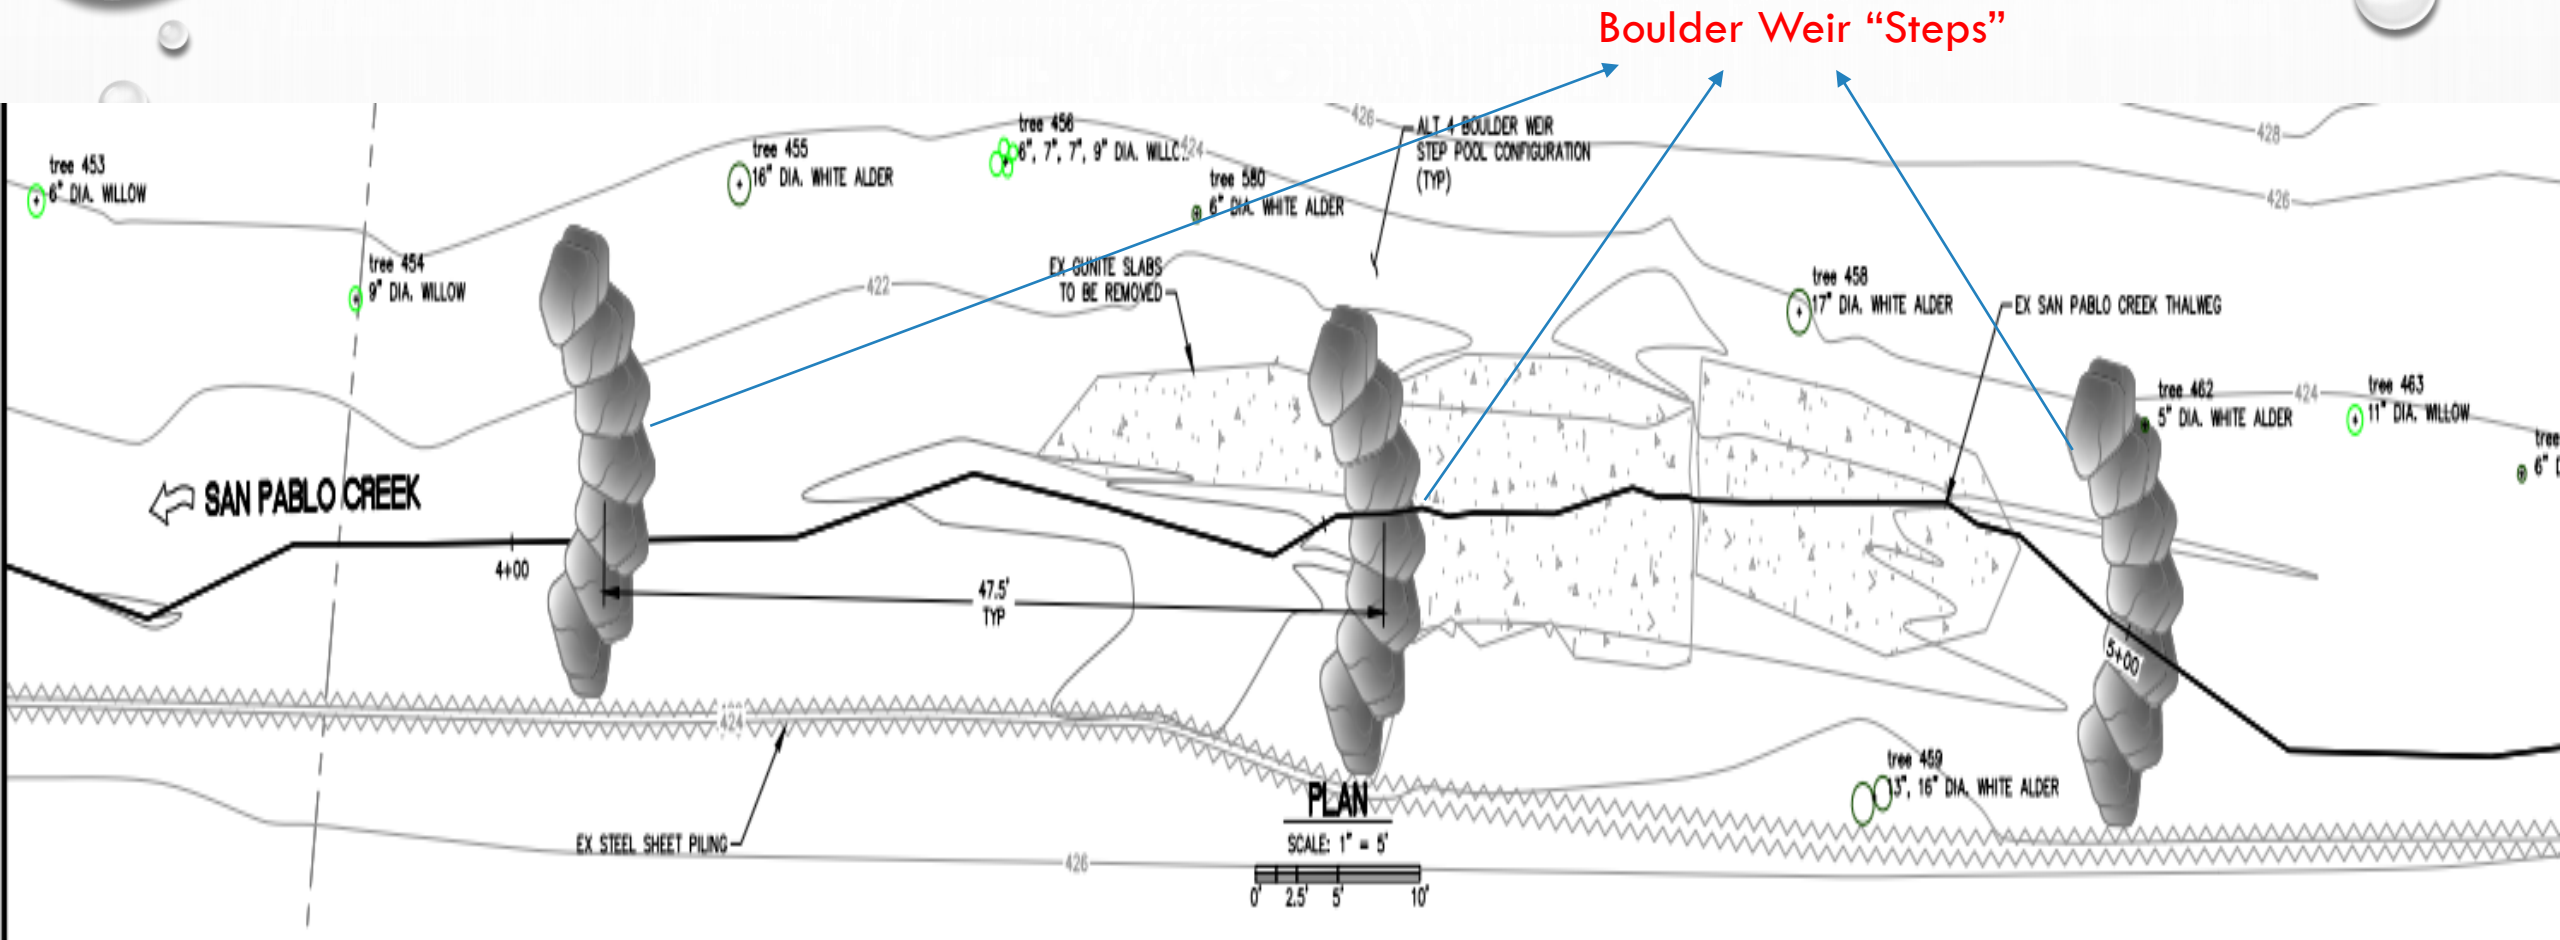 Boulder Weir “Steps”
426
424
428
426
ALT 4 BOULDER WEIR
STEP POOL CONFIGURATION
(TYP)
tree 453
6" DIA. WILLOW
tree 455
16" DIA. WHITE ALDER
tree 456
6", 7", 7", 9" DIA.
tree 580
6" DIA. WHITE ALDER
tree 454
9" DIA. WILLOW
422
EX GUNITE SLABS
TO BE REMOVED
tree 458
17" DIA. WHITE ALDER
EX SAN PABLO CREEK THALWEG
tree 462
5" DIA. WHITE ALDER
424
tree 463
11" DIA. WILLOW
tree
6"
SAN PABLO CREEK
4+00
47.5'
TYP
5+00
424
tree 459
13", 16" DIA. WHITE ALDER
EX STEEL SHEET PILING
426
PLAN
SCALE: 1" = 5'
0' 2.5' 5' 10'